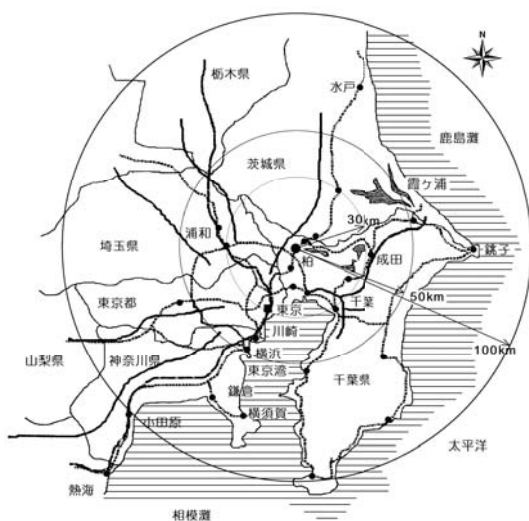 N
栃木県
水戸
鹿島灘
茨城県
霞ヶ浦
30km
浦和
埼玉県
柏
成田
銚子
50km
東京都
東京
千葉
川崎
100km
山梨県
神奈川県
横浜
東京湾
千葉県
鎌倉
横須賀
小田原
太平洋
熱海
相模灘